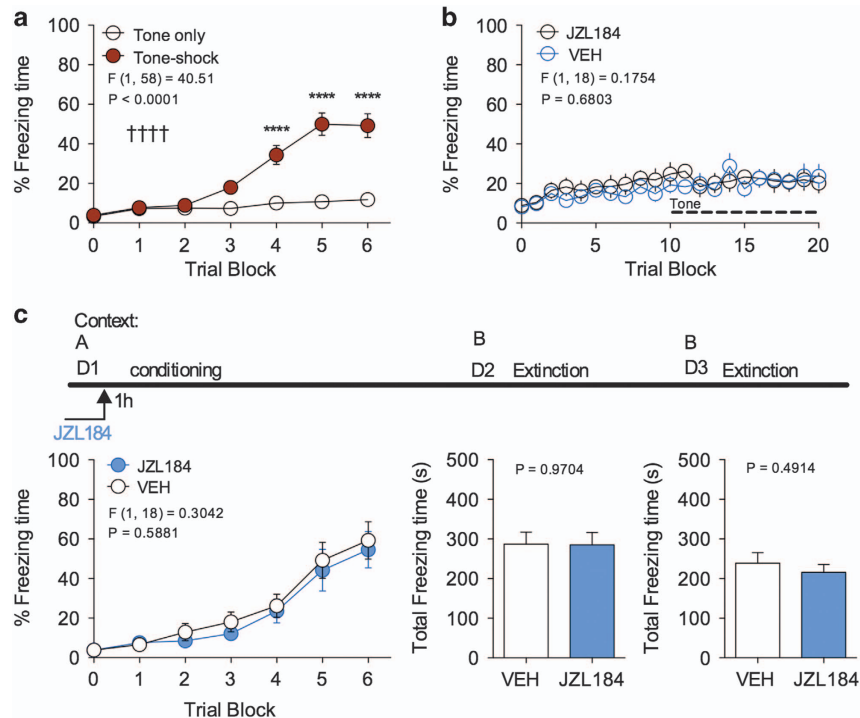 a
100
80
60
40
20
0
% Freezing time
Tone only
Tone-shock
F (1, 58) = 40.51
P < 0.0001
††††
**** **** ****
0 1 2 3 4 5 6
Trial Block
b
100
80
60
40
20
0
% Freezing time
JZL184
VEH
F (1, 18) = 0.1754
P = 0.6803
Tone
0 5 10 15 20
Trial Block
c
Context:
A B B
D1 conditioning D2 Extinction D3 Extinction
1h
JZL184
100
80
60
40
20
0
% Freezing time
JZL184
VEH
F (1, 18) = 0.3042
P = 0.5881
0 1 2 3 4 5 6
Trial Block
500
400
300
200
100
0
Total Freezing time (s)
P = 0.9704
VEH JZL184
500
400
300
200
100
0
Total Freezing time (s)
P = 0.4914
VEH JZL184